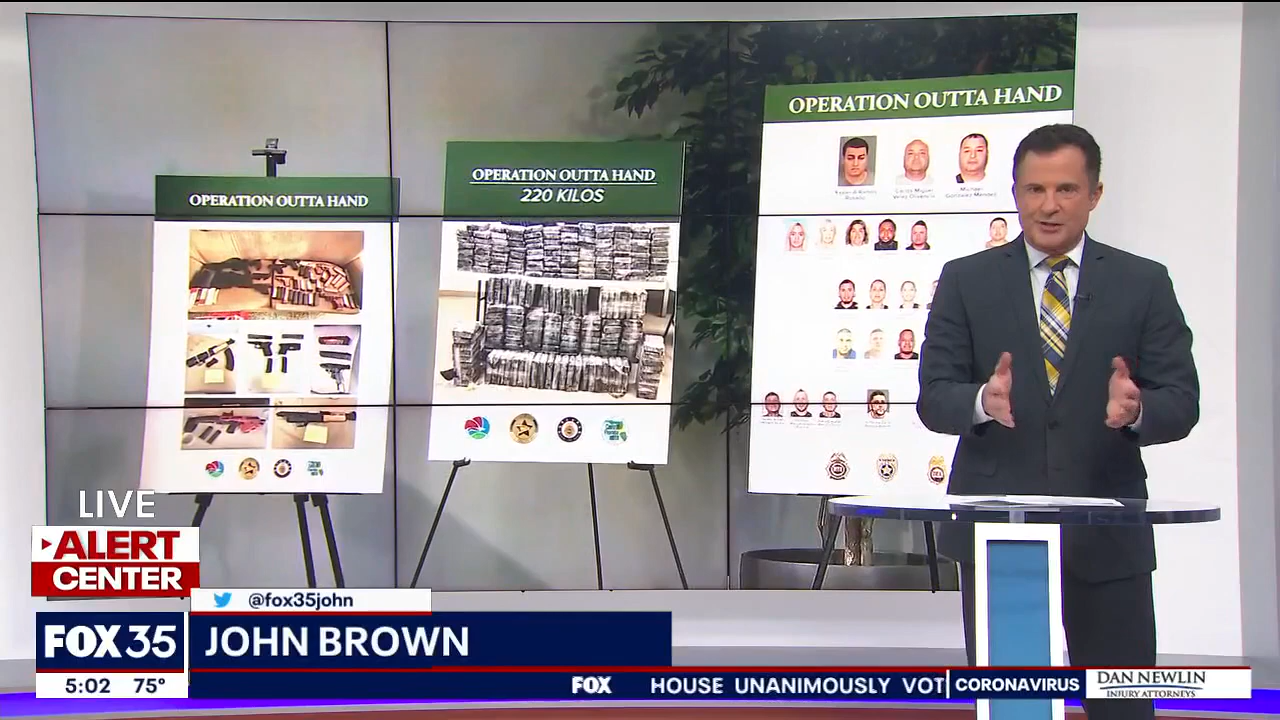 OPERATION OUTTA HAND
OPERATION OUTTA HAND
220 KILOS
OPERATION OUTTA HAND
LIVE
ALERT
CENTER
@fox35john
FOX 35
JOHN BROWN
5:02 75°
FOX HOUSE UNANIMOUSLY VOT
CORONAVIRUS
DAN NEWLIN
INJURY ATTORNEYS